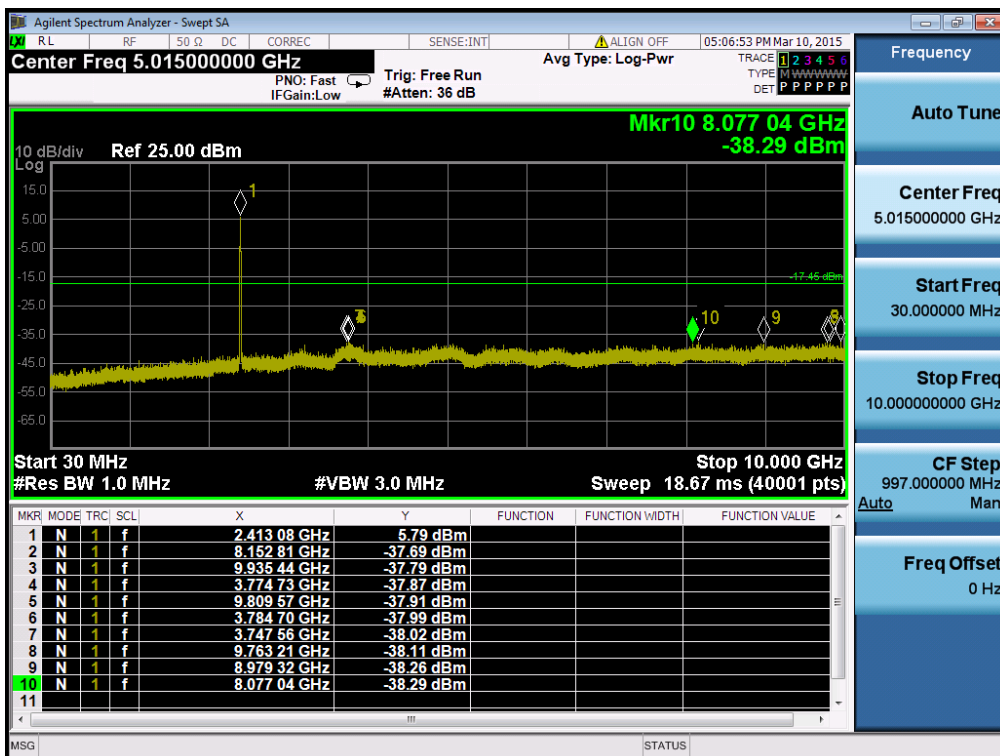 Agilent Spectrum Analyzer - Swept SA
LXI RL RF 50 Ω DC CORREC SENSE:INT ALIGN OFF 05:06:53 PM Mar 10, 2015
Center Freq 5.015000000 GHz
PNO: Fast
IFGain:Low
Trig: Free Run
#Atten: 36 dB
Avg Type: Log-Pwr
TRACE 1 2 3 4 5 6
TYPE M WWWWW
DET P P P P P P
Mkr10 8.077 04 GHz
-38.29 dBm
10 dB/div Ref 25.00 dBm
Log
15.0
5.00
-5.00
-15.0
-25.0
-35.0
-45.0
-55.0
-65.0
1
-17.45 dBm
10
9
Start 30 MHz
Stop 10.000 GHz
#Res BW 1.0 MHz
#VBW 3.0 MHz
Sweep 18.67 ms (40001 pts)
MKR MODE TRC SCL X Y FUNCTION FUNCTION WIDTH FUNCTION VALUE
1 N 1 f 2.413 08 GHz 5.79 dBm
2 N 1 f 8.152 81 GHz -37.69 dBm
3 N 1 f 9.935 44 GHz -37.79 dBm
4 N 1 f 3.774 73 GHz -37.87 dBm
5 N 1 f 9.809 57 GHz -37.91 dBm
6 N 1 f 3.784 70 GHz -37.99 dBm
7 N 1 f 3.747 56 GHz -38.02 dBm
8 N 1 f 9.763 21 GHz -38.11 dBm
9 N 1 f 8.979 32 GHz -38.26 dBm
10 N 1 f 8.077 04 GHz -38.29 dBm
11
MSG
STATUS
Frequency
Auto Tune
Center Freq
5.015000000 GHz
Start Freq
30.000000 MHz
Stop Freq
10.000000000 GHz
CF Step
997.000000 MHz
Auto Man
Freq Offset
0 Hz